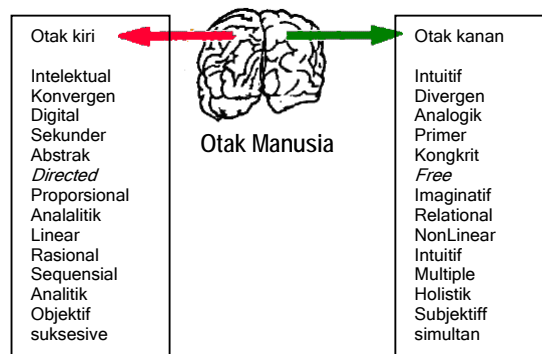 Otak kiri
Intelektual
Konvergen
Digital
Sekunder
Abstrak
Directed
Proporsional
Analalitik
Linear
Rasional
Sequensial
Analitik
Objektif
suksesive
Otak Manusia
Otak kanan
Intuitif
Divergen
Analogik
Primer
Kongkrit
Free
Imaginatif
Relational
NonLinear
Intuitif
Multiple
Holistik
Subjektiff
simultan